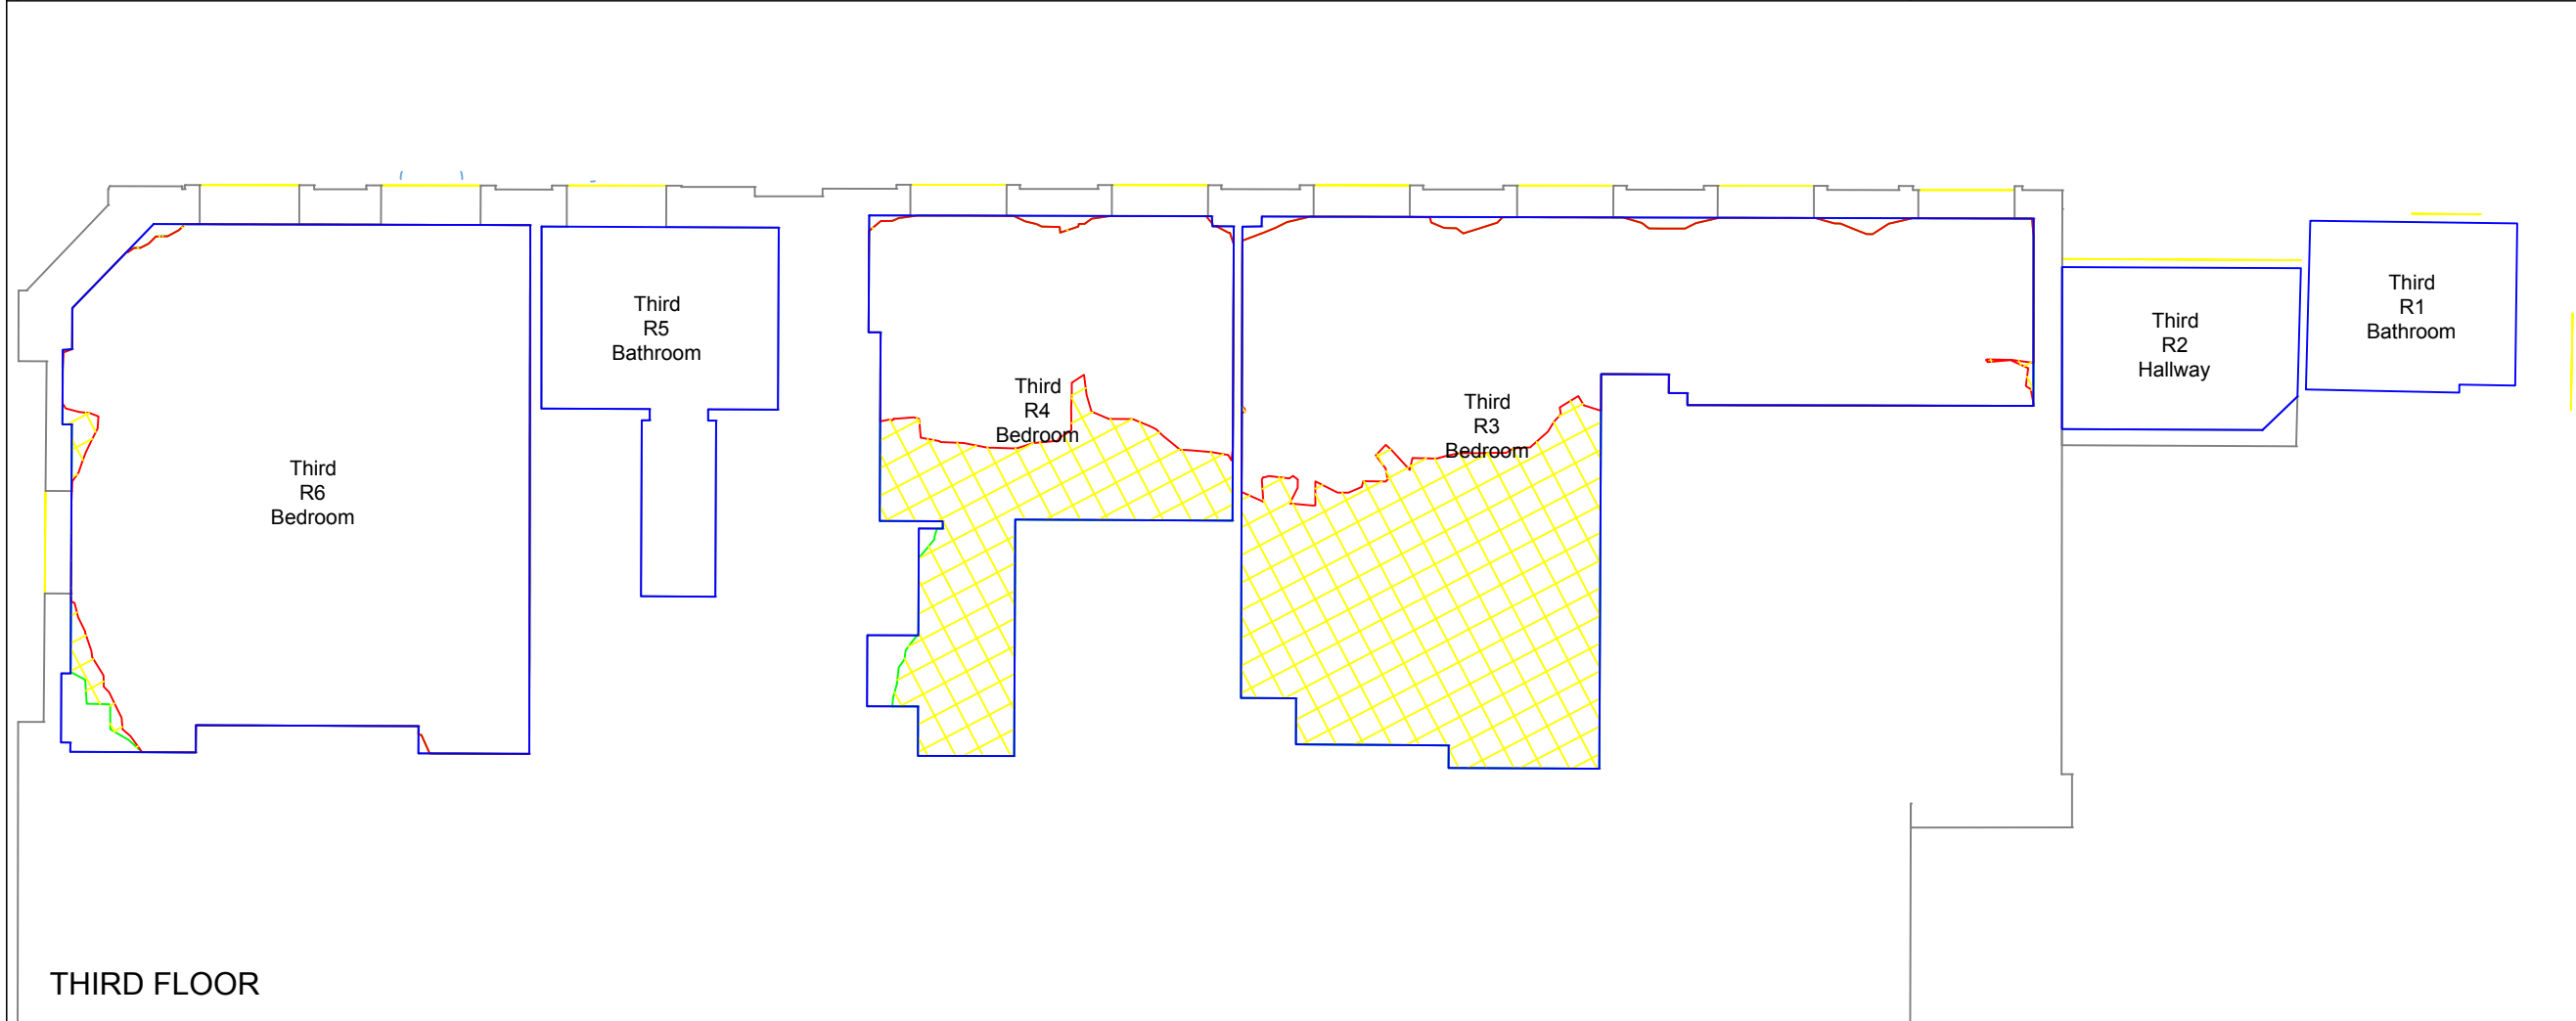 Third
R6
Bedroom
Third
R5
Bathroom
Third
R4
Bedroom
Third
R3
Bedroom
Third
R2
Hallway
Third
R1
Bathroom
THIRD FLOOR